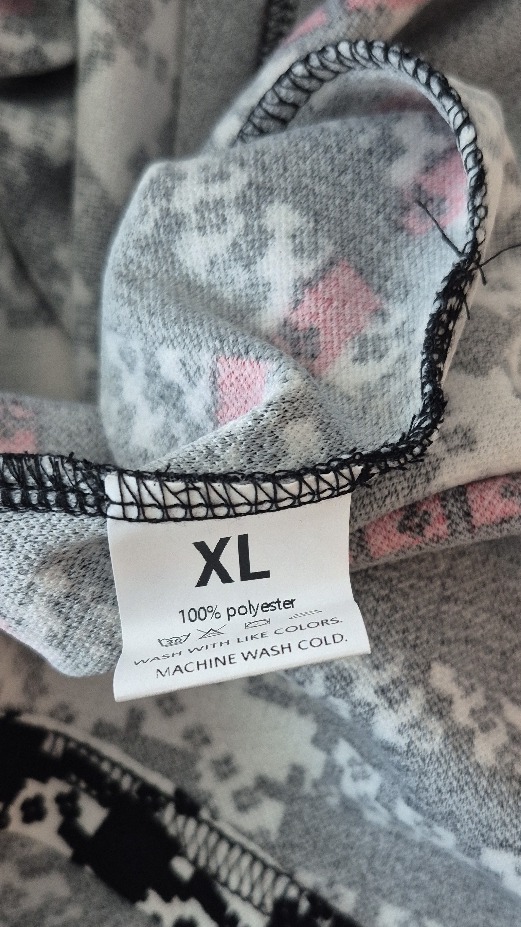 XL
100% polyester
WASH WITH LIKE COLORS.
MACHINE WASH COLD.